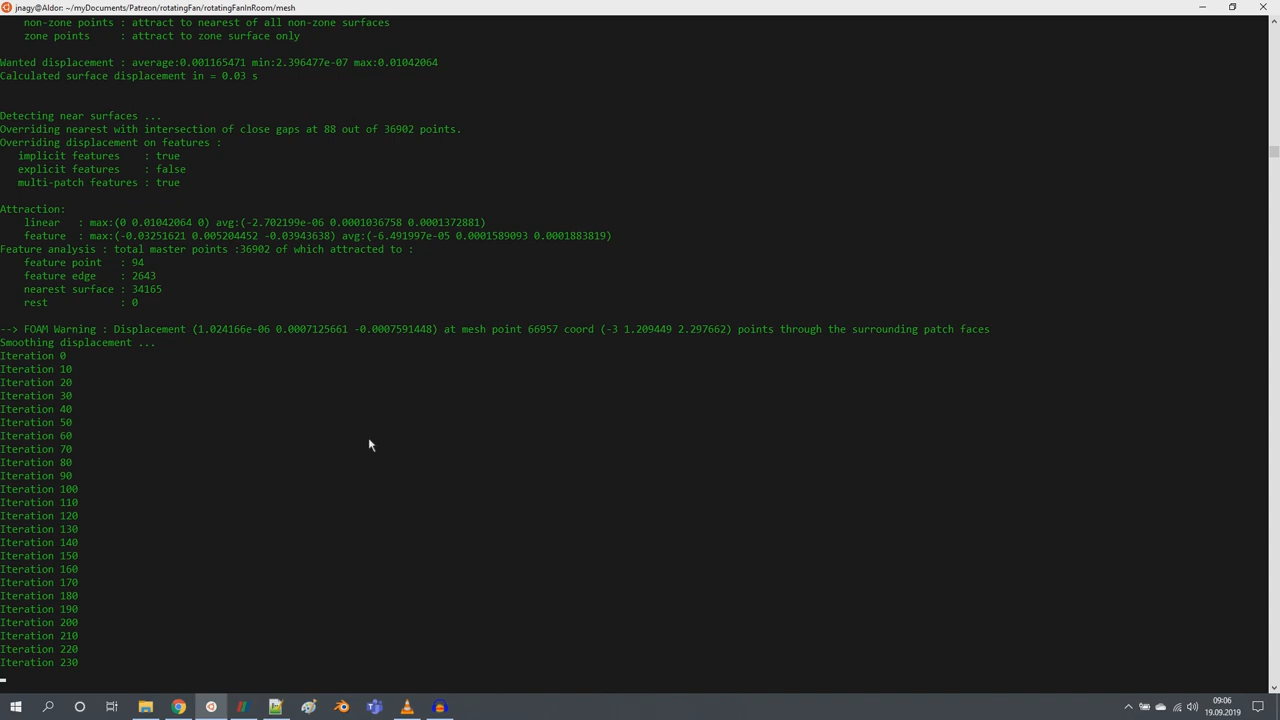 jnagy@Aldor: ~/myDocuments/Patreon/rotatingFan/rotatingFanInRoom/mesh
non-zone points : attract to nearest of all non-zone surfaces
zone points     : attract to zone surface only
Wanted displacement : average:0.001165471 min:2.396477e-07 max:0.01042064
Calculated surface displacement in = 0.03 s
Detecting near surfaces ...
Overriding nearest with intersection of close gaps at 88 out of 36902 points.
Overriding displacement on features :
implicit features    : true
explicit features    : false
multi-patch features : true
Attraction:
linear   : max:(0 0.01042064 0) avg:(-2.702199e-06 0.0001036758 0.0001372881)
feature  : max:(-0.03251621 0.005204452 -0.03943638) avg:(-6.491997e-05 0.0001589093 0.0001883819)
Feature analysis : total master points :36902 of which attracted to :
feature point   : 94
feature edge    : 2643
nearest surface : 34165
rest            : 0
--> FOAM Warning : Displacement (1.024166e-06 0.0007125661 -0.0007591448) at mesh point 66957 coord (-3 1.209449 2.297662) points through the surrounding patch faces
Smoothing displacement ...
Iteration 0
Iteration 10
Iteration 20
Iteration 30
Iteration 40
Iteration 50
Iteration 60
Iteration 70
Iteration 80
Iteration 90
Iteration 100
Iteration 110
Iteration 120
Iteration 130
Iteration 140
Iteration 150
Iteration 160
Iteration 170
Iteration 180
Iteration 190
Iteration 200
Iteration 210
Iteration 220
Iteration 230
09:06
19.09.2019